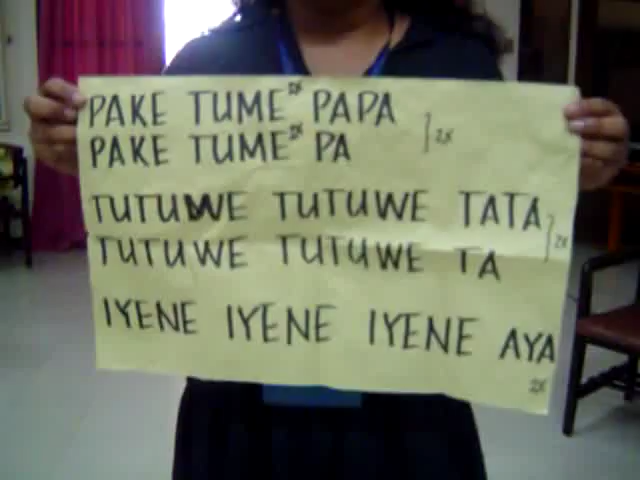 PAKE TUME 2X PAPA
PAKE TUME 2X PA } 2X
TUTUWE TUTUWE TATA
TUTUWE TUTUWE TA } 2X
IYENE IYENE IYENE AYA
2X